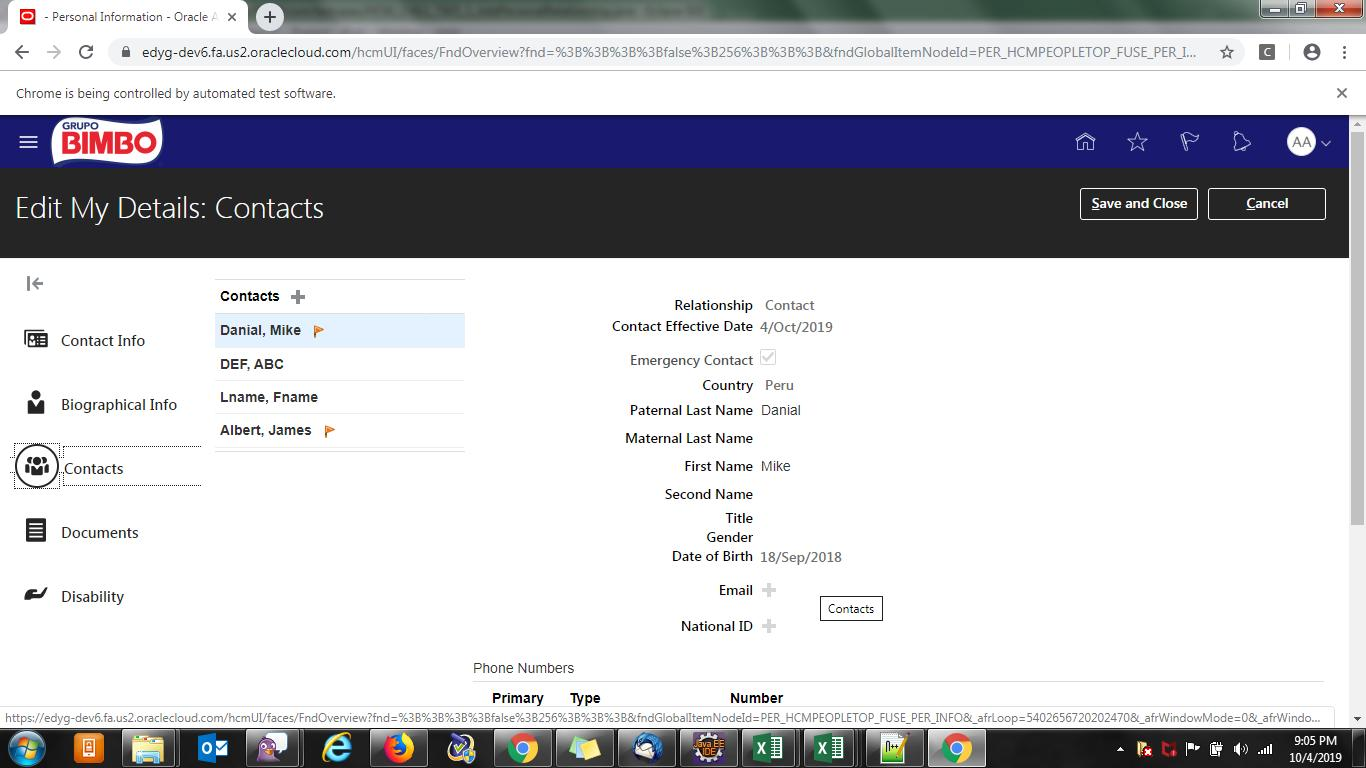 - Personal Information - Oracle A
edyg-dev6.fa.us2.oraclecloud.com/hcmUI/faces/FndOverview?fnd=%3B%3B%3B%3Bfalse%3B256%3B%3B%3B&fndGlobalItemNodeId=PER_HCMPEOPLETOP_FUSE_PER_I...
C
Chrome is being controlled by automated test software.
GRUPO
BIMBO
AA
Edit My Details: Contacts
Save and Close
Cancel
Contact Info
Biographical Info
Contacts
Documents
Disability
Contacts
Danial, Mike
DEF, ABC
Lname, Fname
Albert, James
Relationship Contact
Contact Effective Date 4/Oct/2019
Emergency Contact
Country Peru
Paternal Last Name Danial
Maternal Last Name
First Name Mike
Second Name
Title
Gender
Date of Birth 18/Sep/2018
Email
Contacts
National ID
Phone Numbers
Primary Type Number
https://edyg-dev6.fa.us2.oraclecloud.com/hcmUI/faces/FndOverview?fnd=%3B%3B%3B%3Bfalse%3B256%3B%3B%3B&fndGlobalItemNodeId=PER_HCMPEOPLETOP_FUSE_PER_INFO&_afrLoop=5402656720202470&_afrWindowMode=0&_afrWindo...
Java EE
IDE
9:05 PM
10/4/2019